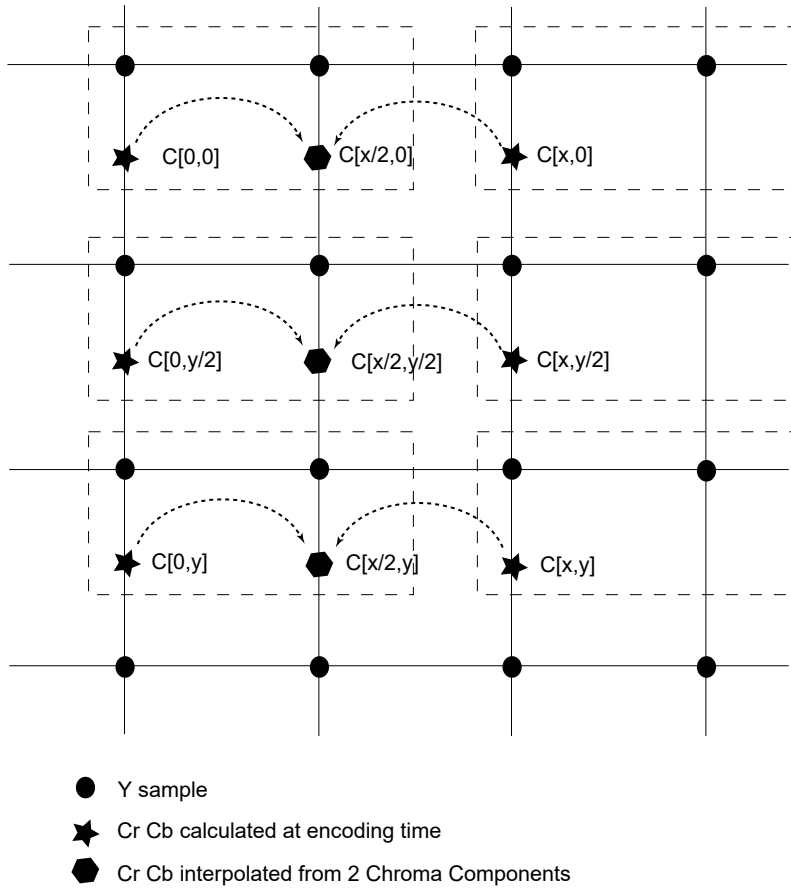 C[0,0] C[x/2,0] C[x,0]
C[0,y/2] C[x/2,y/2] C[x,y/2]
C[0,y] C[x/2,y] C[x,y]
Y sample
Cr Cb calculated at encoding time
Cr Cb interpolated from 2 Chroma Components